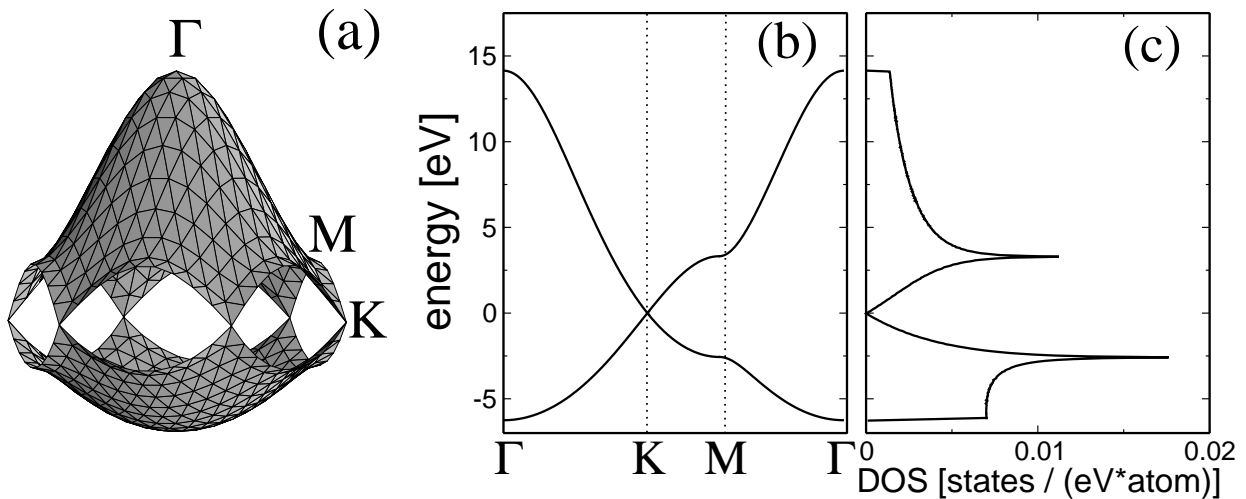 Γ
(a)
M
K
(b)
energy [eV]
15
10
5
0
-5
Γ K M Γ
(c)
0 0.01 0.02
DOS [states / (eV*atom)]